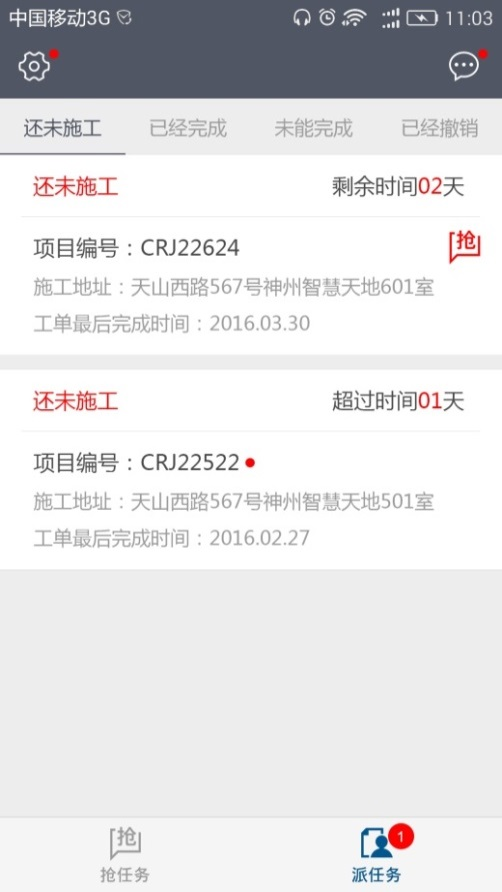 中国移动3G 11:03
还未施工 已经完成 未能完成 已经撤销
还未施工 剩余时间02天
项目编号：CRJ22624 抢
施工地址：天山西路567号神州智慧天地601室
工单最后完成时间：2016.03.30
还未施工 超过时间01天
项目编号：CRJ22522
施工地址：天山西路567号神州智慧天地501室
工单最后完成时间：2016.02.27
抢 1
抢任务 派任务